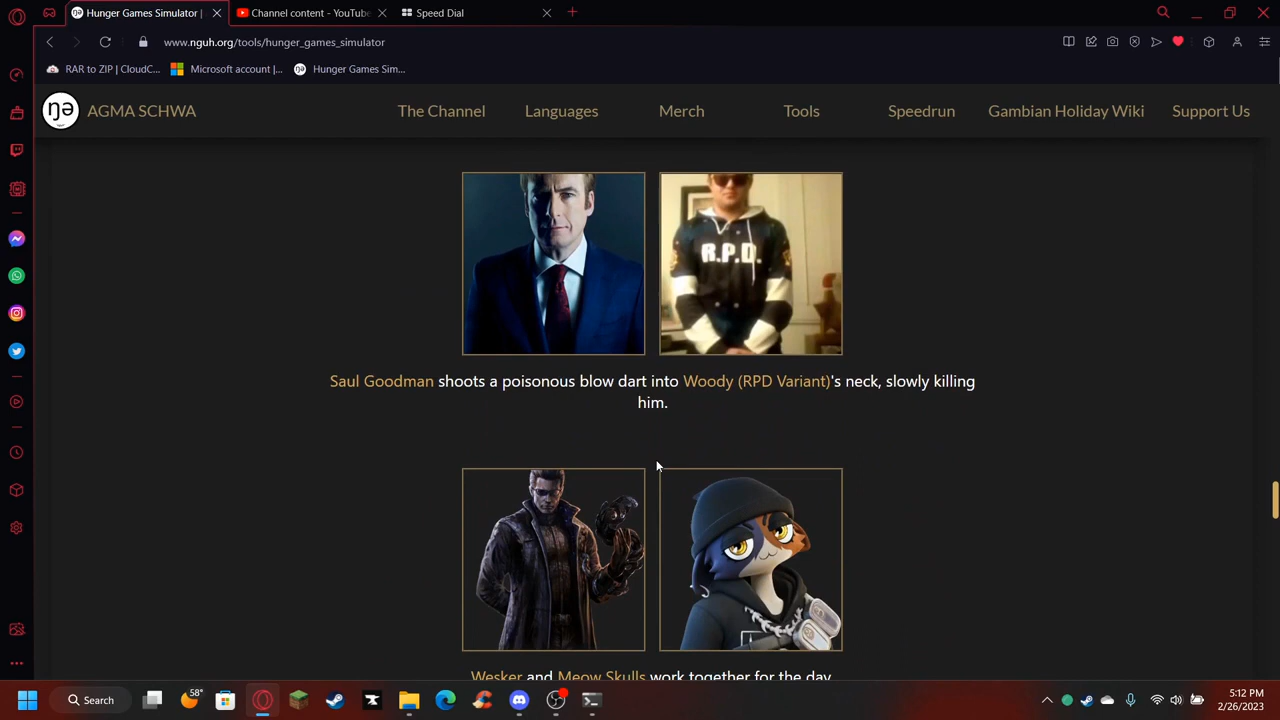 Hunger Games Simulator |
Channel content - YouTube
Speed Dial
www.nguh.org/tools/hunger_games_simulator
RAR to ZIP | CloudC...
Microsoft account |...
Hunger Games Sim...
ŋə
AGMA SCHWA
The Channel
Languages
Merch
Tools
Speedrun
Gambian Holiday Wiki
Support Us
R.P.D.
Saul Goodman shoots a poisonous blow dart into Woody (RPD Variant)'s neck, slowly killing
him.
Wesker and Meow Skulls work together for the day.
58°
Search
5:12 PM
2/26/2023